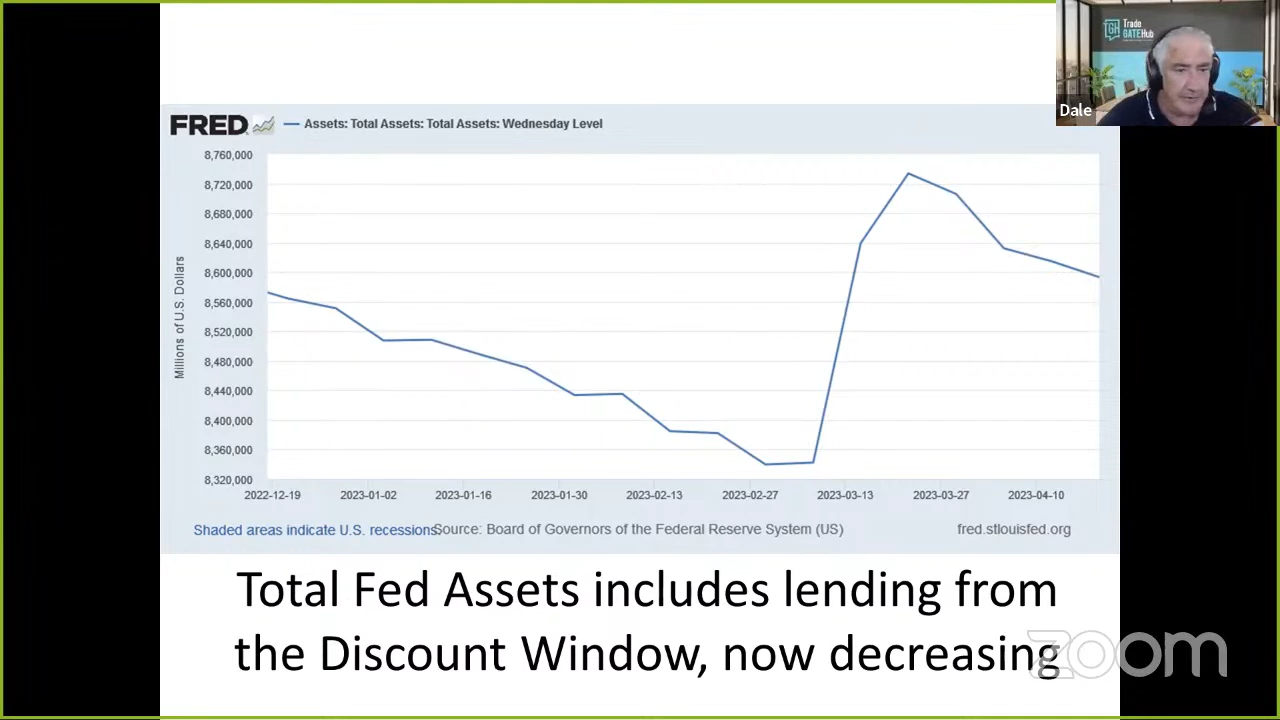 Trade
GATEHub
Dale
FRED
Assets: Total Assets: Total Assets: Wednesday Level
8,760,000
8,720,000
8,680,000
8,640,000
8,600,000
8,560,000
8,520,000
8,480,000
8,440,000
8,400,000
8,360,000
8,320,000
Millions of U.S. Dollars
2022-12-19 2023-01-02 2023-01-16 2023-01-30 2023-02-13 2023-02-27 2023-03-13 2023-03-27 2023-04-10
Shaded areas indicate U.S. recessions. Source: Board of Governors of the Federal Reserve System (US) fred.stlouisfed.org
Total Fed Assets includes lending from
the Discount Window, now decreasing
zoom